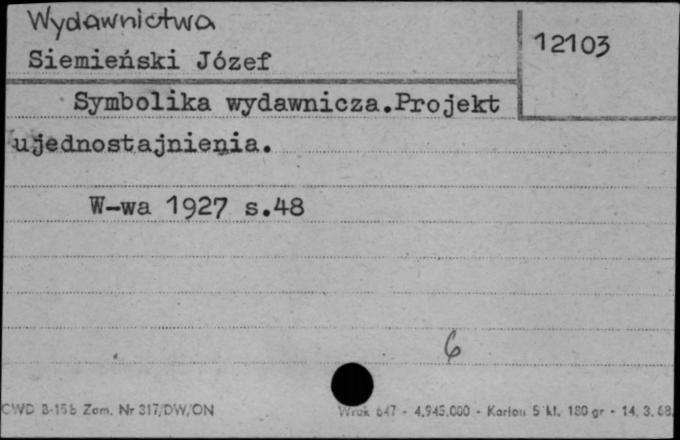 Wydawnictwa
12103
Siemieński Józef
Symbolika wydawnicza.Projekt
ujednostajnienia.
W-wa 1927 s.48
6
CWD B-15b Zam. Nr 317/DW/ON
Wrak 647 - 4.945.000 - Karton 5 kl. 180 gr - 14. 3. 68